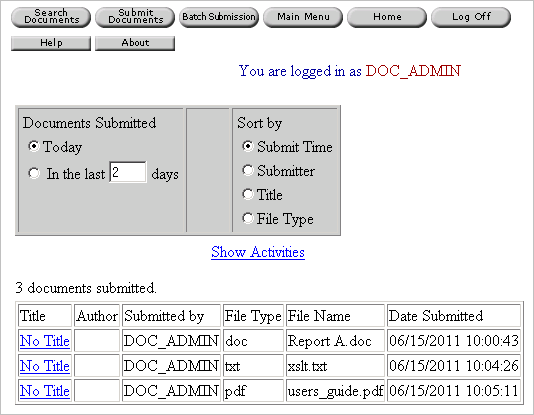 Search Documents
Submit Documents
Batch Submission
Main Menu
Home
Log Off
Help
About
You are logged in as DOC_ADMIN
Documents Submitted
Today
In the last 2 days
Sort by
Submit Time
Submitter
Title
File Type
Show Activities
3 documents submitted.
Title Author Submitted by File Type File Name Date Submitted
No Title DOC_ADMIN doc Report A.doc 06/15/2011 10:00:43
No Title DOC_ADMIN txt xslt.txt 06/15/2011 10:04:26
No Title DOC_ADMIN pdf users_guide.pdf 06/15/2011 10:05:11